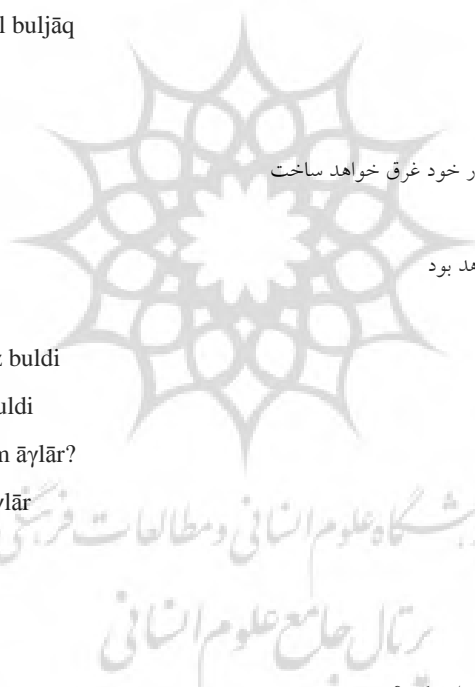 l buljāq
ر خود غرق خواهد ساخت
هد بود
z buldi
uldi
n āγlār?
γlār
شگاه علوم انسانی و مطالعات فرهنگی
پرتال جامع علوم انسانی